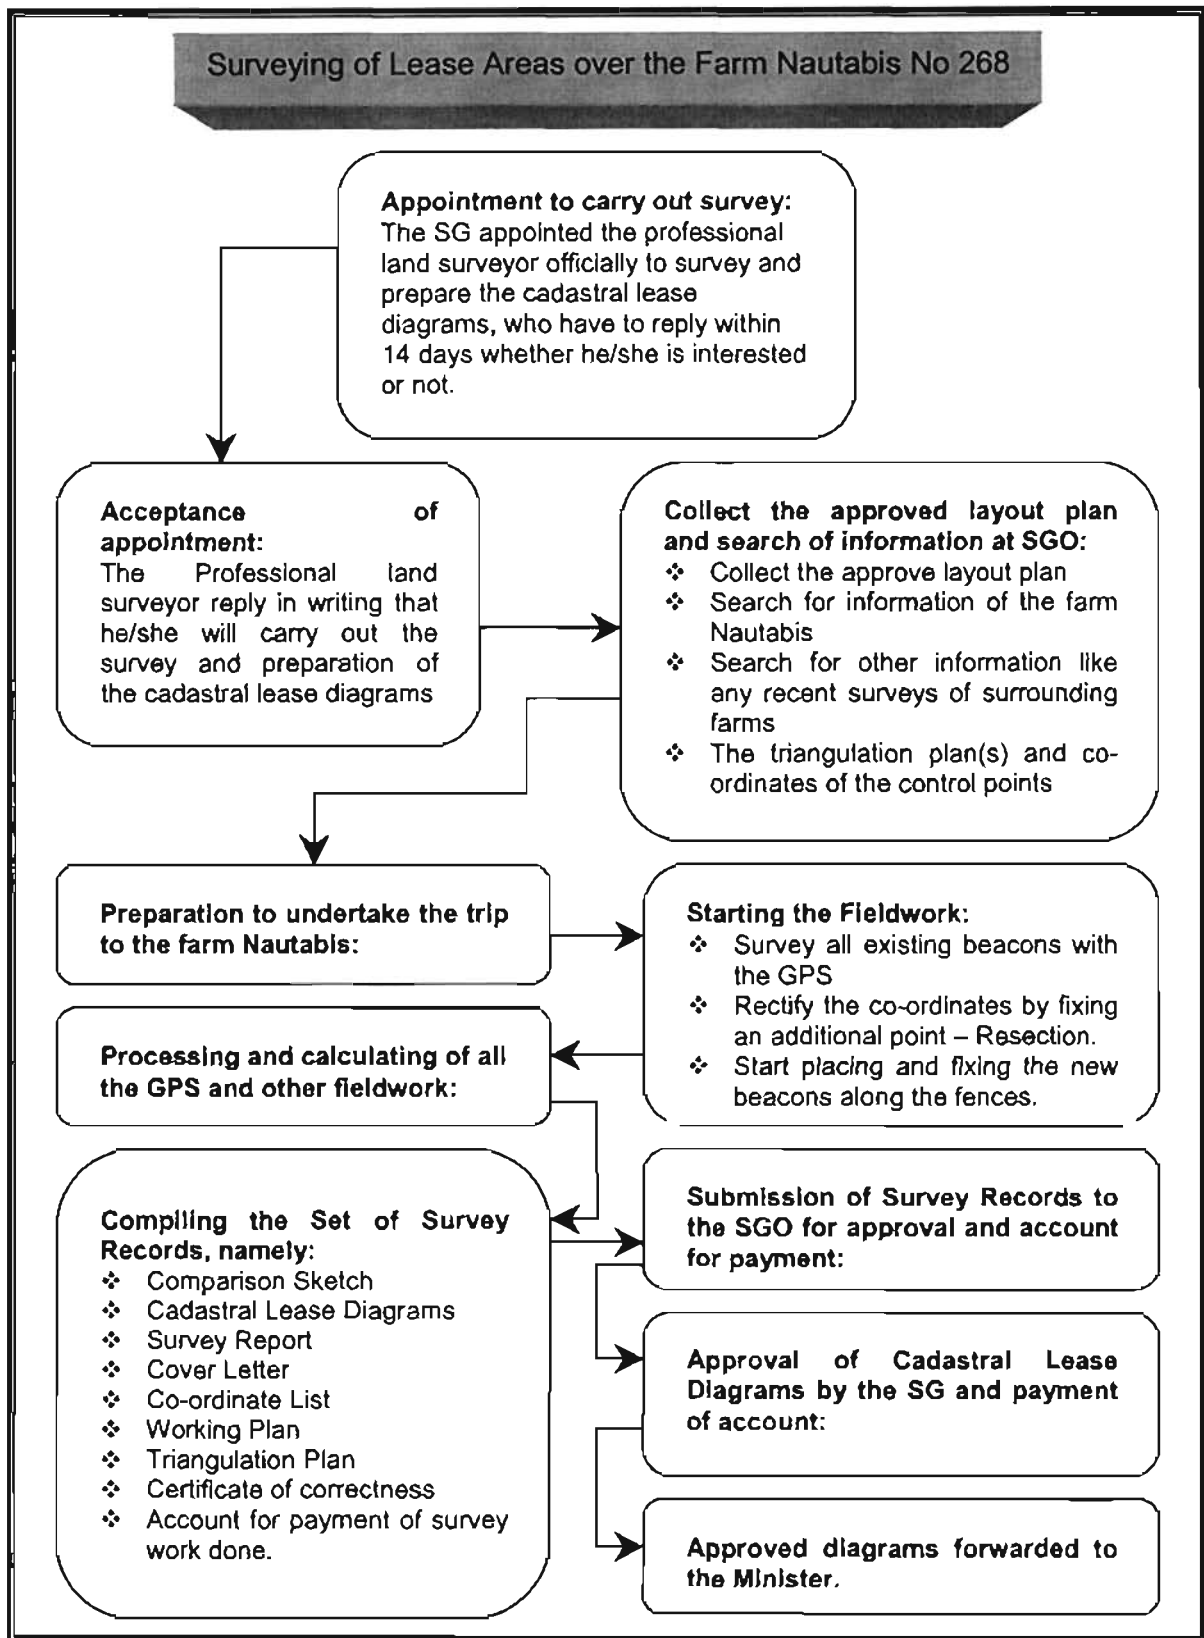 Surveying of Lease Areas over the Farm Nautabis No 268
Appointment to carry out survey:
The SG appointed the professional
land surveyor officially to survey and
prepare the cadastral lease
diagrams, who have to reply within
14 days whether he/she is interested
or not.
Acceptance of
appointment:
The Professional land
surveyor reply in writing that
he/she will carry out the
survey and preparation of
the cadastral lease diagrams
Collect the approved layout plan
and search of information at SGO:
❖ Collect the approve layout plan
❖ Search for information of the farm
Nautabis
❖ Search for other information like
any recent surveys of surrounding
farms
❖ The triangulation plan(s) and co-
ordinates of the control points
Preparation to undertake the trip
to the farm Nautabis:
Starting the Fieldwork:
❖ Survey all existing beacons with
the GPS
❖ Rectify the co-ordinates by fixing
an additional point – Resection.
❖ Start placing and fixing the new
beacons along the fences.
Processing and calculating of all
the GPS and other fieldwork:
Compiling the Set of Survey
Records, namely:
❖ Comparison Sketch
❖ Cadastral Lease Diagrams
❖ Survey Report
❖ Cover Letter
❖ Co-ordinate List
❖ Working Plan
❖ Triangulation Plan
❖ Certificate of correctness
❖ Account for payment of survey
work done.
Submission of Survey Records to
the SGO for approval and account
for payment:
Approval of Cadastral Lease
Diagrams by the SG and payment
of account:
Approved diagrams forwarded to
the Minister.